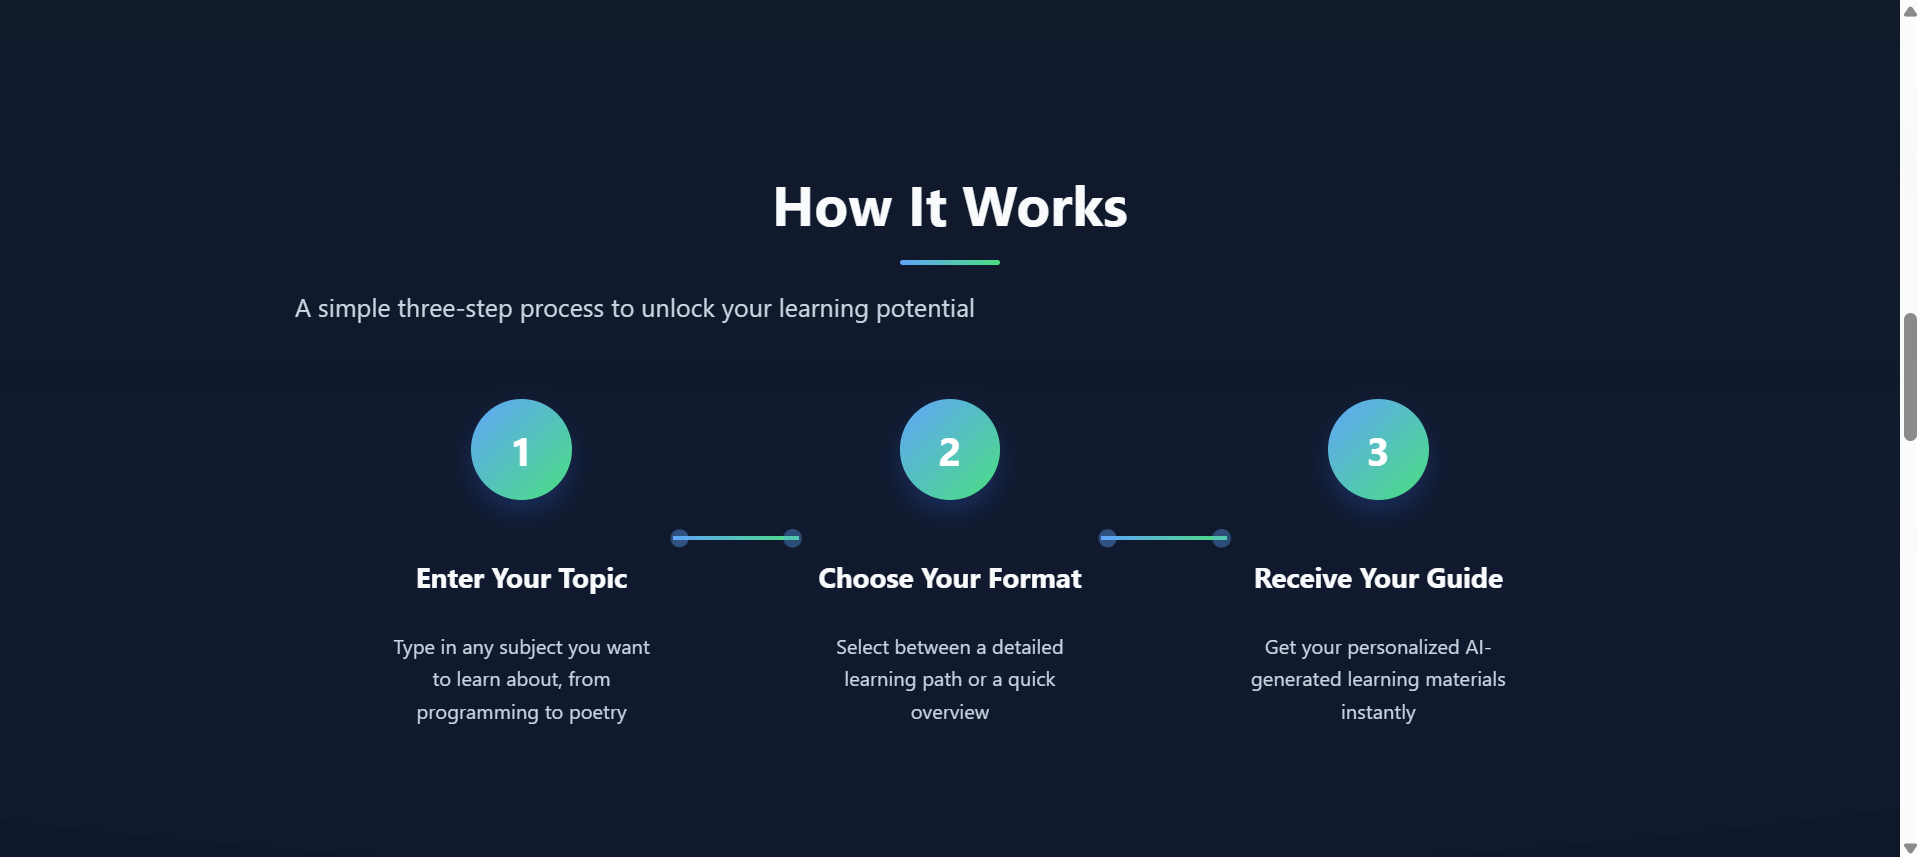 How It Works
A simple three-step process to unlock your learning potential
1
2
3
Enter Your Topic
Choose Your Format
Receive Your Guide
Type in any subject you want
to learn about, from
programming to poetry
Select between a detailed
learning path or a quick
overview
Get your personalized AI-
generated learning materials
instantly